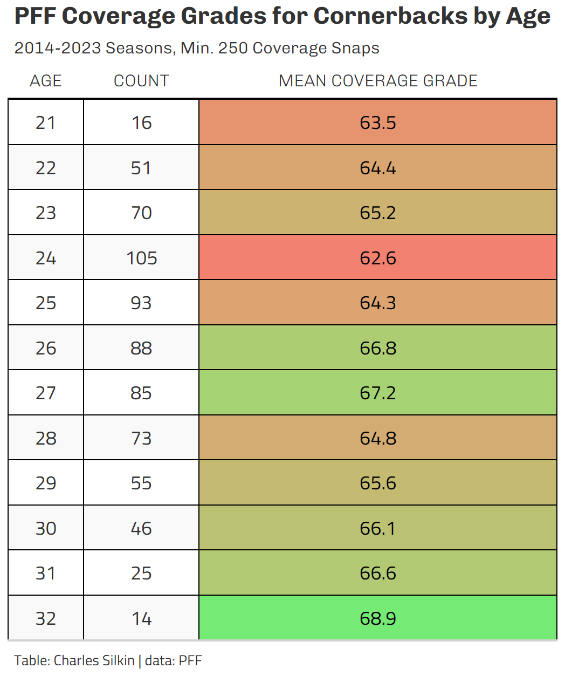 PFF Coverage Grades for Cornerbacks by Age
2014-2023 Seasons, Min. 250 Coverage Snaps
AGE COUNT MEAN COVERAGE GRADE
21 16 63.5
22 51 64.4
23 70 65.2
24 105 62.6
25 93 64.3
26 88 66.8
27 85 67.2
28 73 64.8
29 55 65.6
30 46 66.1
31 25 66.6
32 14 68.9
Table: Charles Silkin | data: PFF